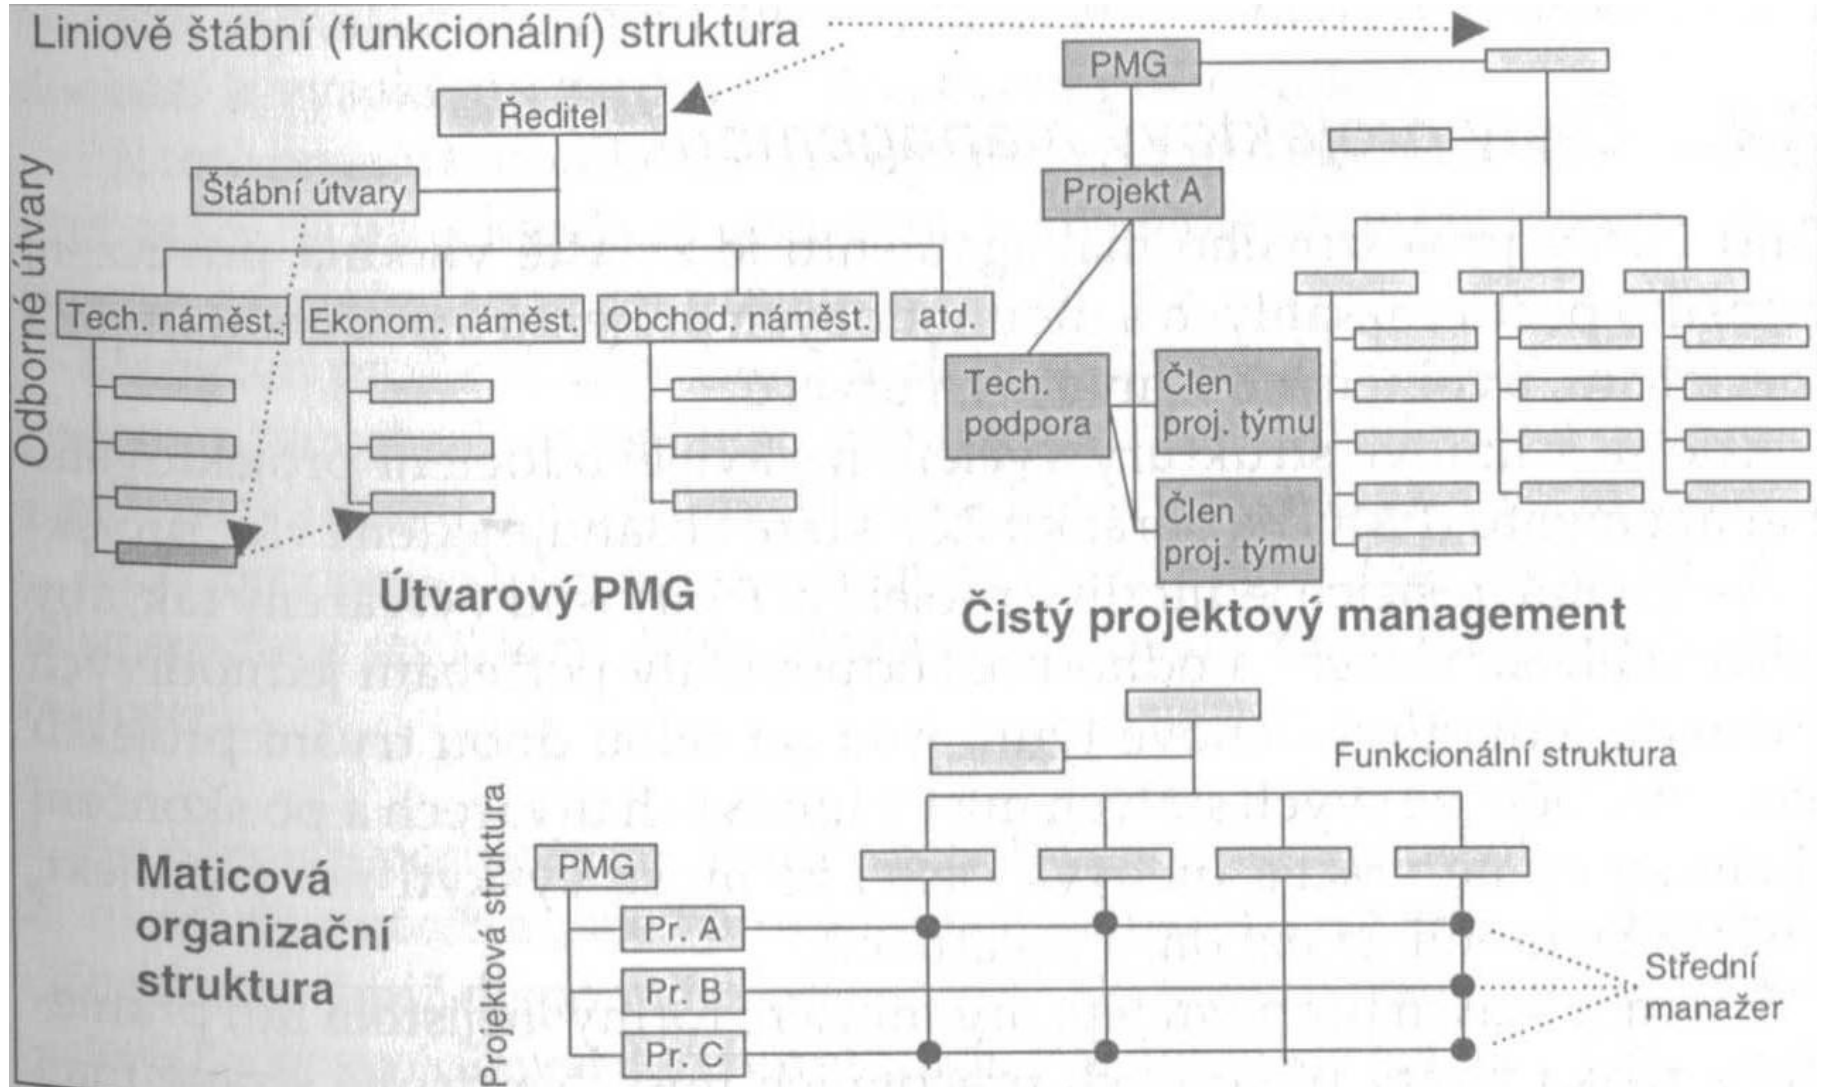 Liniově štábní (funkcionální) struktura
Ředitel
Štábní útvary
Odborné útvary
Tech. náměst.
Ekonom. náměst.
Obchod. náměst.
atd.
Útvarový PMG
PMG
Projekt A
Tech.
podpora
Člen
proj. týmu
Člen
proj. týmu
Čistý projektový management
Maticová
organizační
struktura
Projektová struktura
PMG
Pr. A
Pr. B
Pr. C
Funkcionální struktura
Střední
manažer